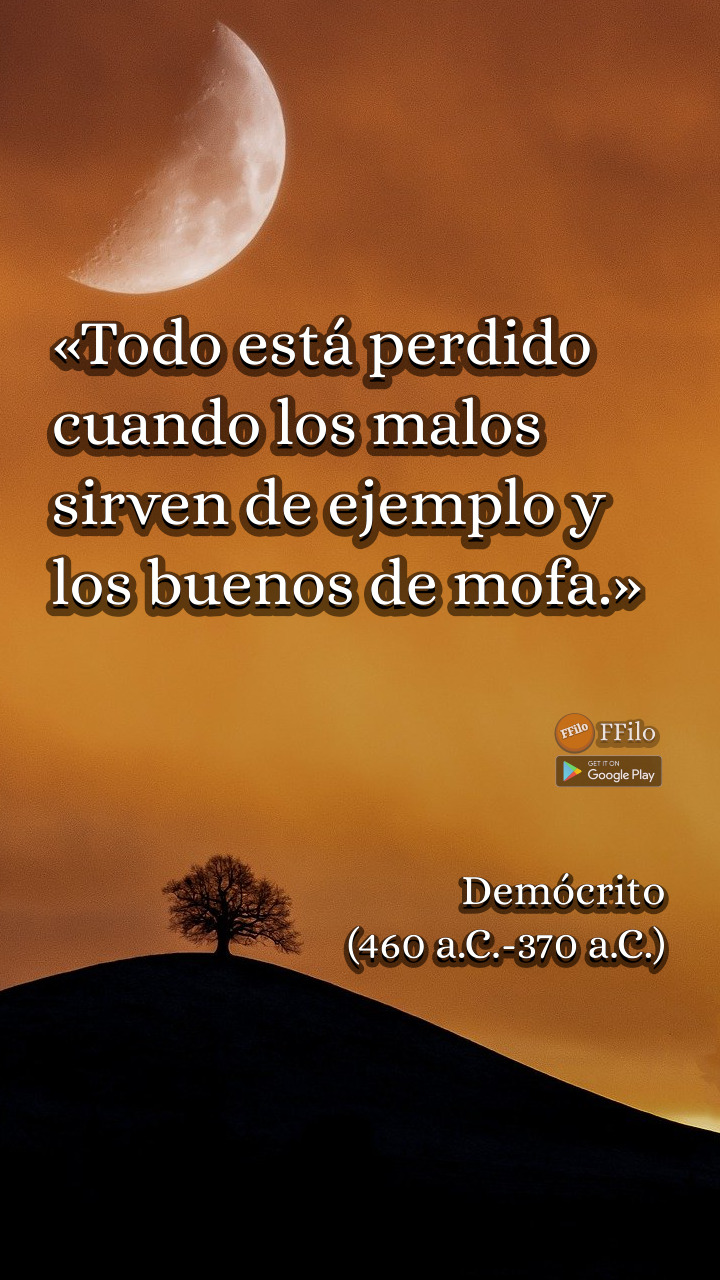 «Todo está perdido
cuando los malos
sirven de ejemplo y
los buenos de mofa.»
FFilo FFilo
GET IT ON
Google Play
Demócrito
(460 a.C.-370 a.C.)